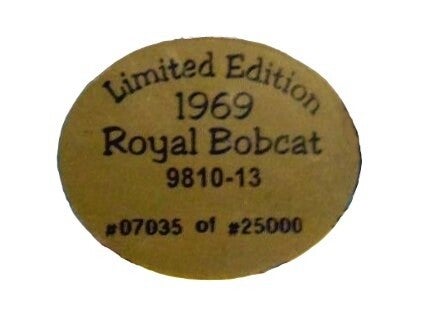 Limited Edition
1969
Royal Bobcat
9810-13
#07035 of #25000